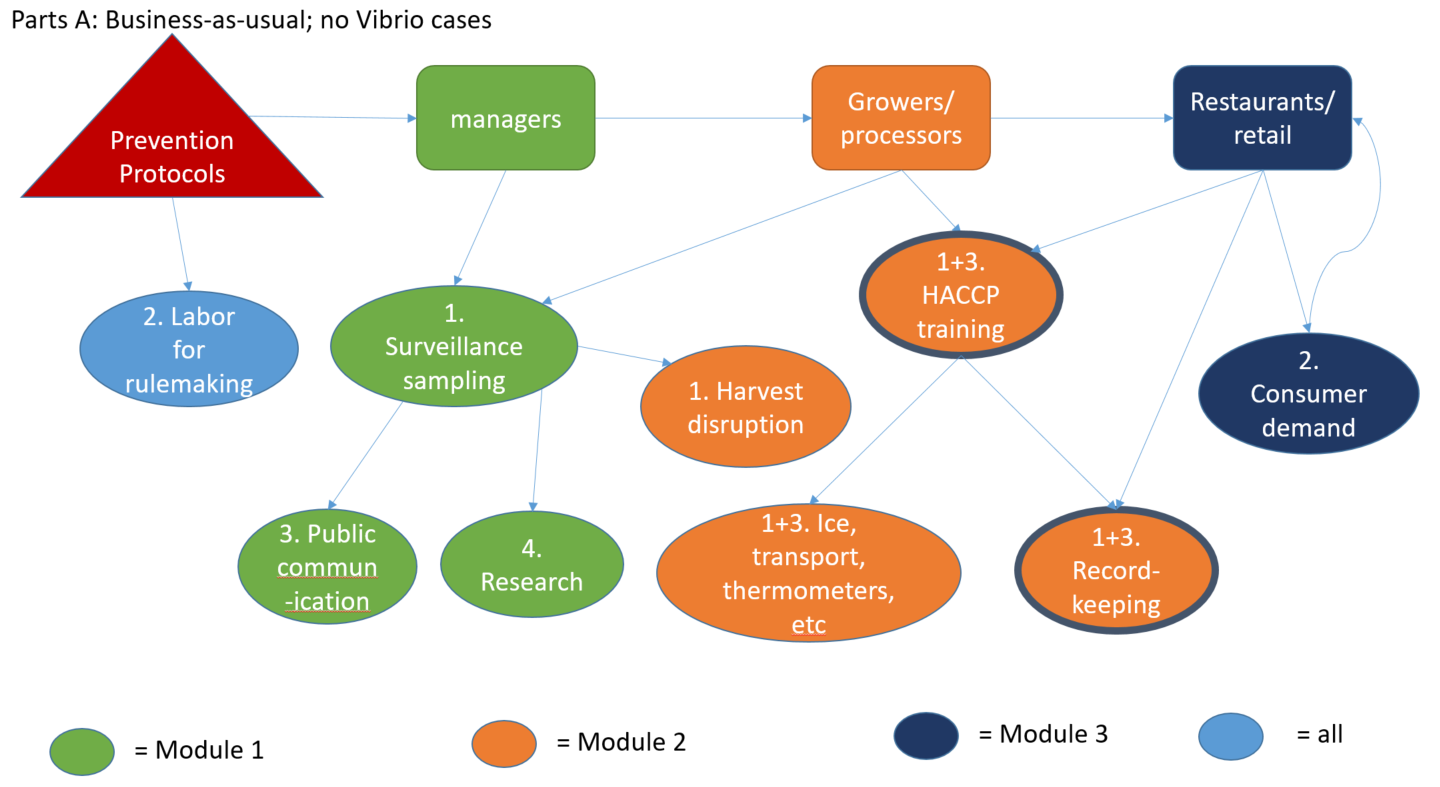 Parts A: Business-as-usual; no Vibrio cases
Prevention
Protocols
managers
Growers/
processors
Restaurants/
retail
2. Labor
for
rulemaking
1.
Surveillance
sampling
1+3.
HACCP
training
1. Harvest
disruption
2.
Consumer
demand
3. Public
commun
-ication
4.
Research
1+3. Ice,
transport,
thermometers,
etc
1+3.
Record-
keeping
= Module 1
= Module 2
= Module 3
= all